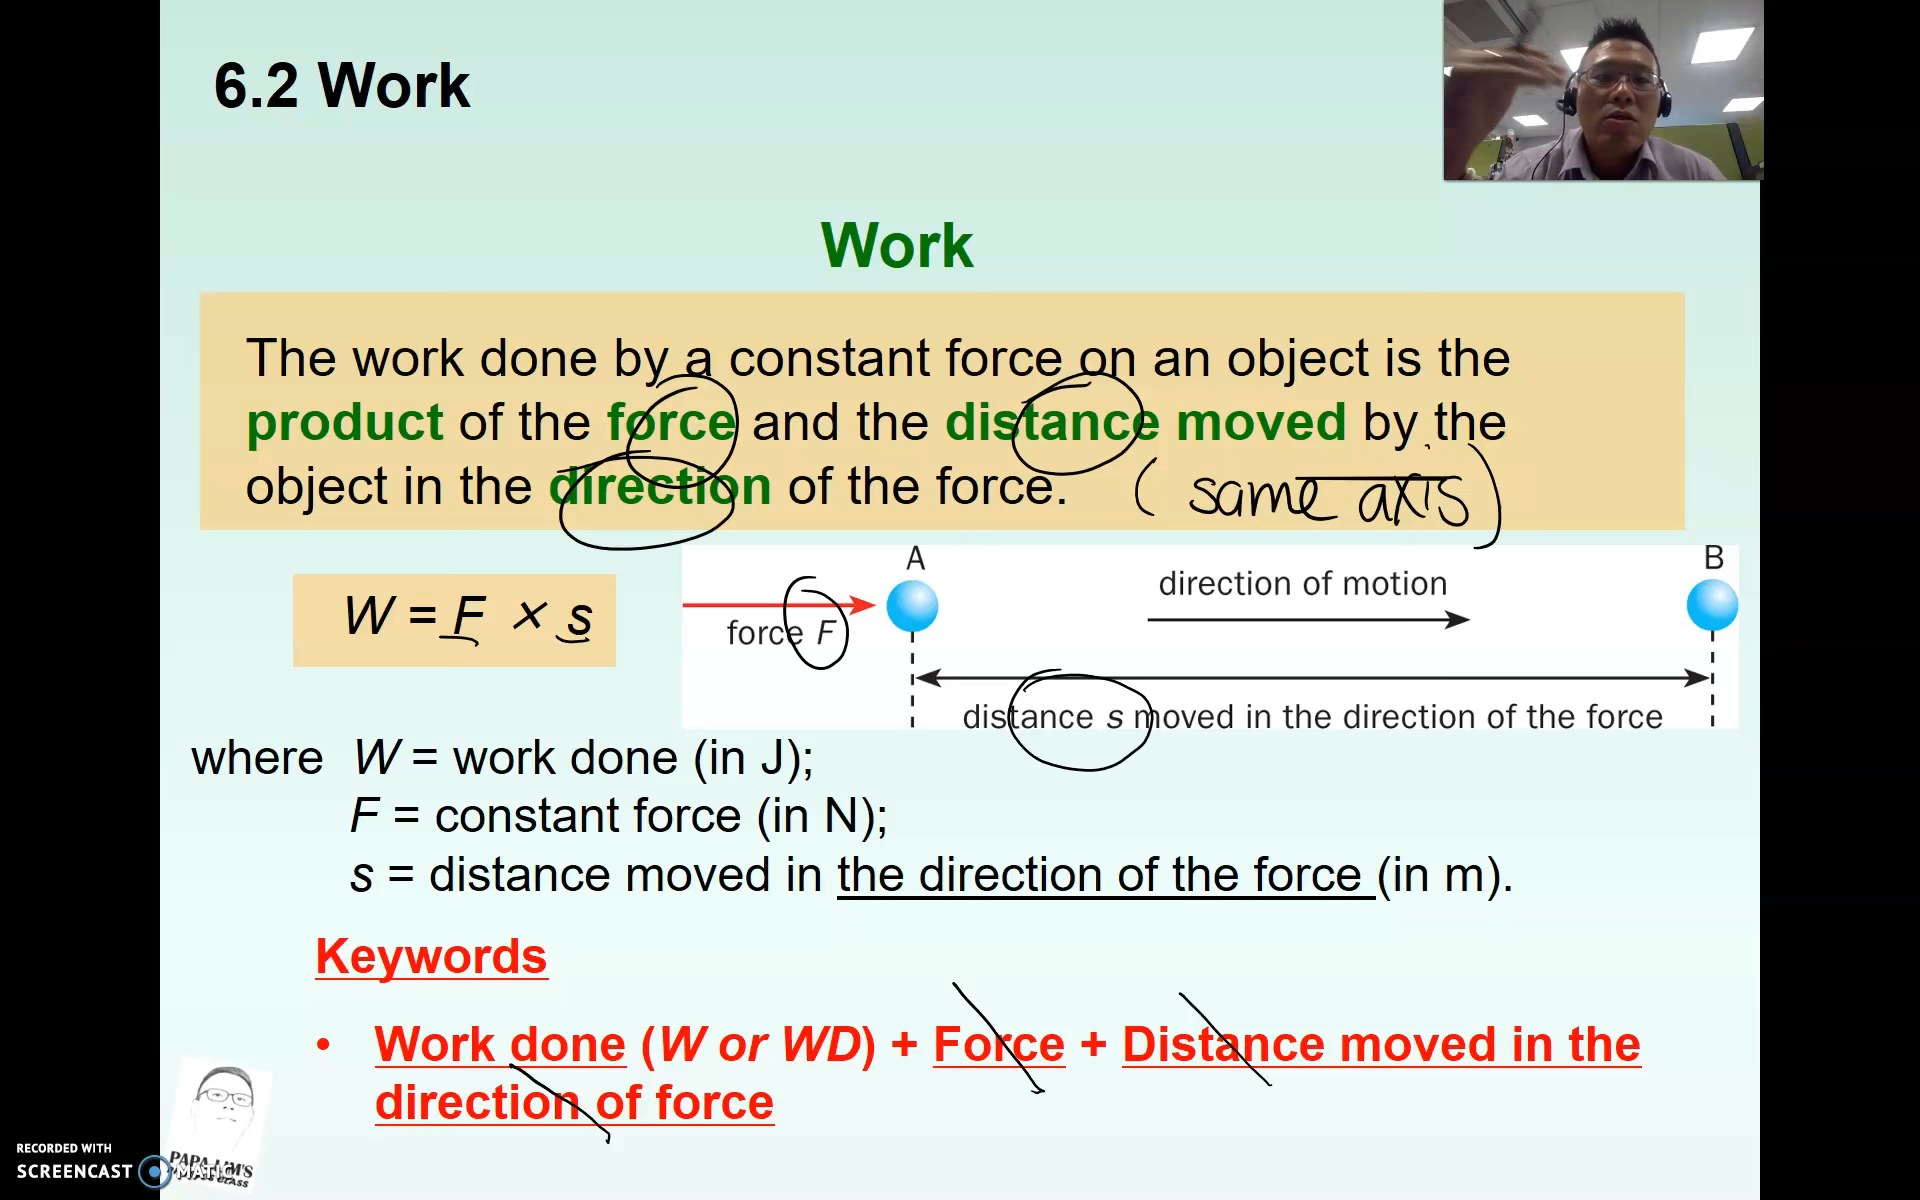 6.2 Work
Work
The work done by a constant force on an object is the
product of the force and the distance moved by the
object in the direction of the force. (same axis)
W = F × s
A
B
direction of motion
force F
distance s moved in the direction of the force
where W = work done (in J);
F = constant force (in N);
s = distance moved in the direction of the force (in m).
Keywords
• Work done (W or WD) + Force + Distance moved in the
direction of force
RECORDED WITH
SCREENCAST MATIC
PAPA LIM'S
CLASS